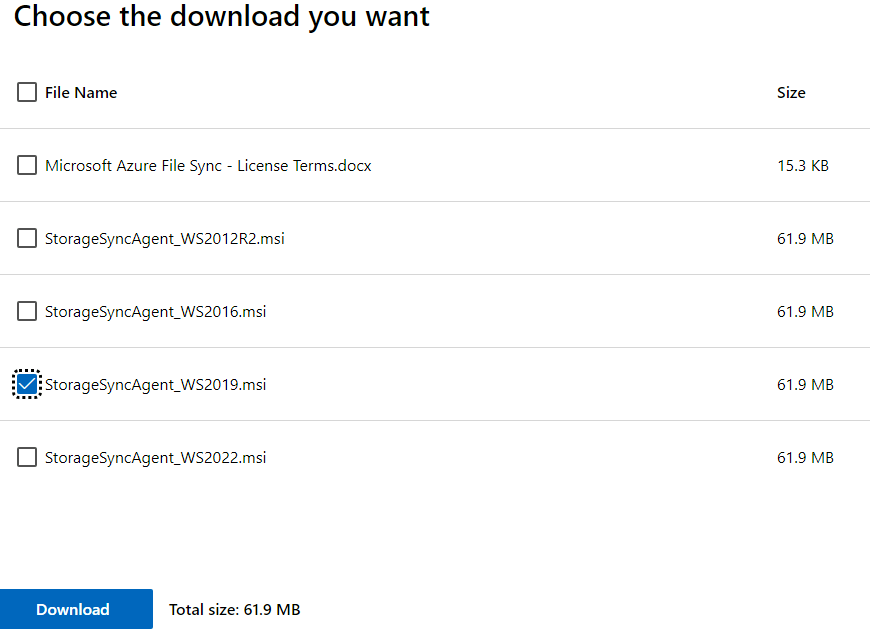 Choose the download you want
File Name Size
Microsoft Azure File Sync - License Terms.docx 15.3 KB
StorageSyncAgent_WS2012R2.msi 61.9 MB
StorageSyncAgent_WS2016.msi 61.9 MB
StorageSyncAgent_WS2019.msi 61.9 MB
StorageSyncAgent_WS2022.msi 61.9 MB
Download Total size: 61.9 MB